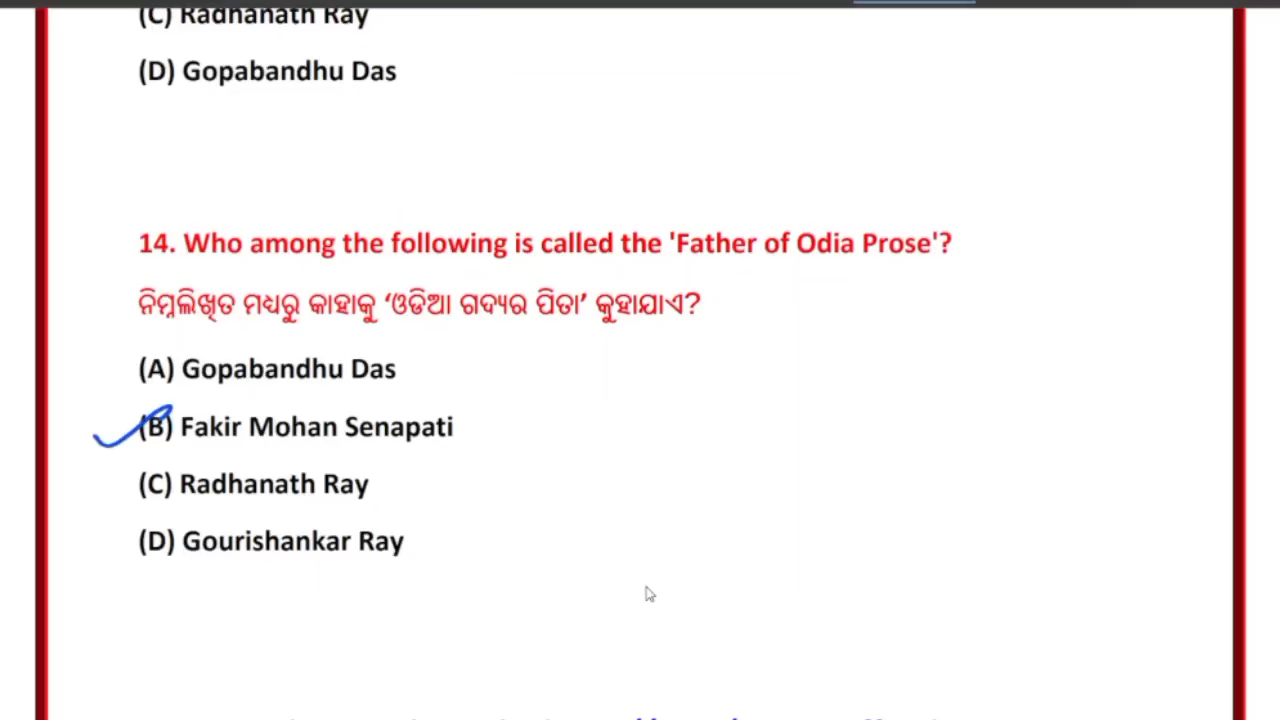 (C) Radhanath Ray
(D) Gopabandhu Das
14. Who among the following is called the 'Father of Odia Prose'?
ନିମ୍ନଲିଖିତ ମଧ୍ୟରୁ କାହାକୁ ‘ଓଡିଆ ଗଦ୍ୟର ପିତା’ କୁହାଯାଏ?
(A) Gopabandhu Das
(B) Fakir Mohan Senapati
(C) Radhanath Ray
(D) Gourishankar Ray